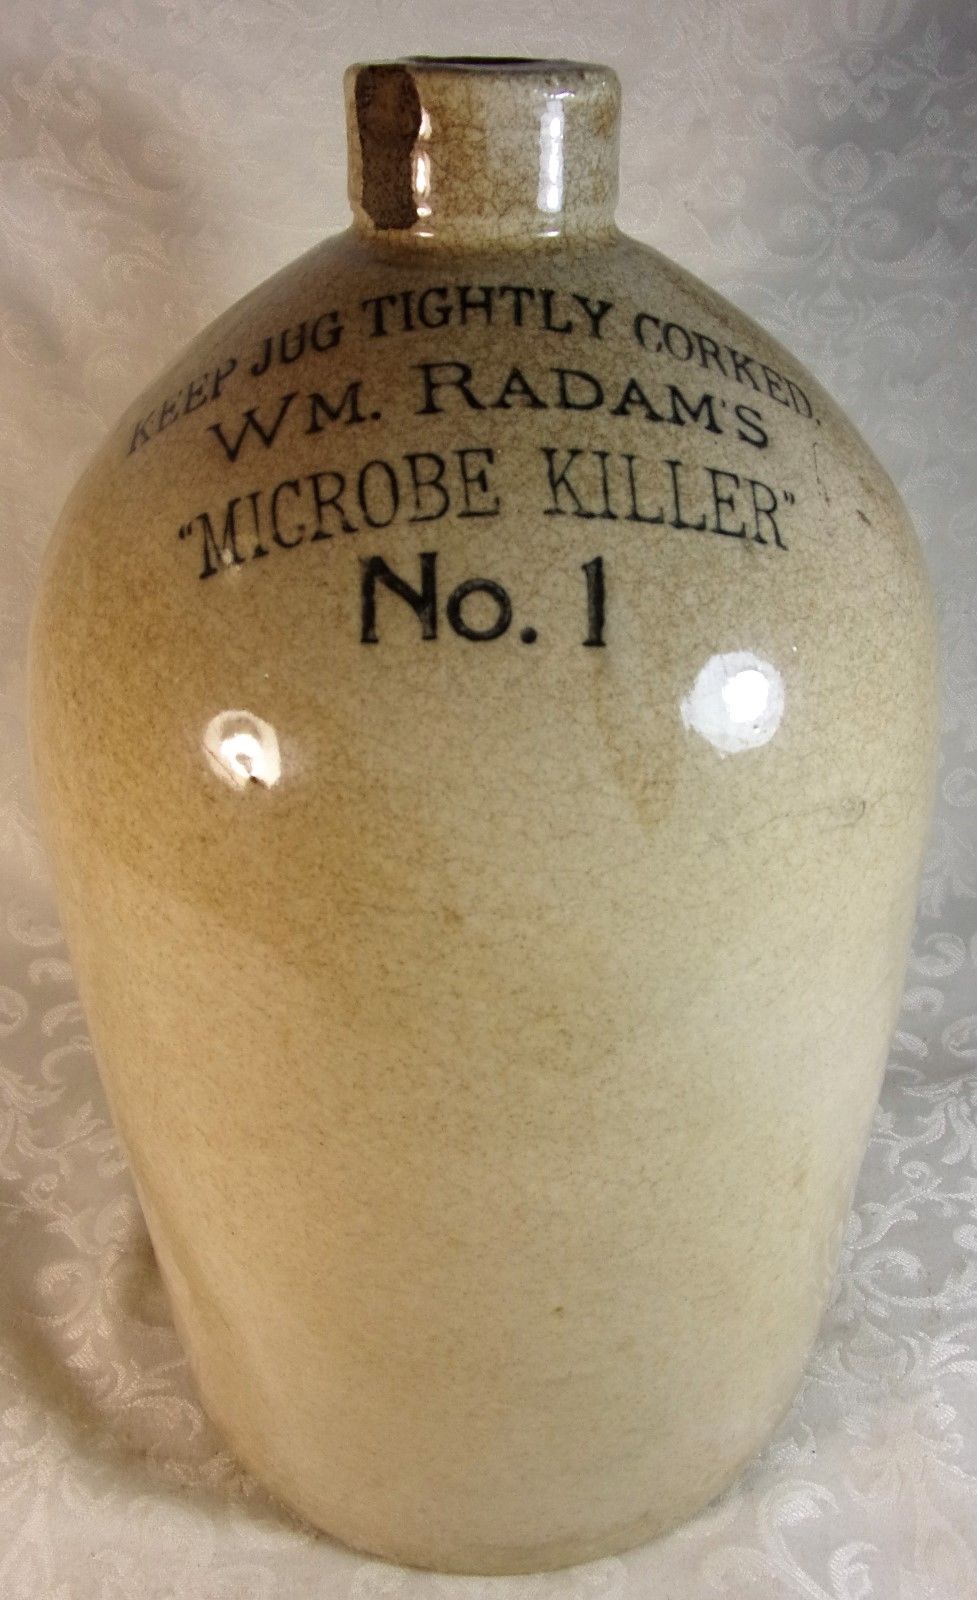 KEEP JUG TIGHTLY CORKED.
WM. RADAM'S
"MICROBE KILLER"
No. 1